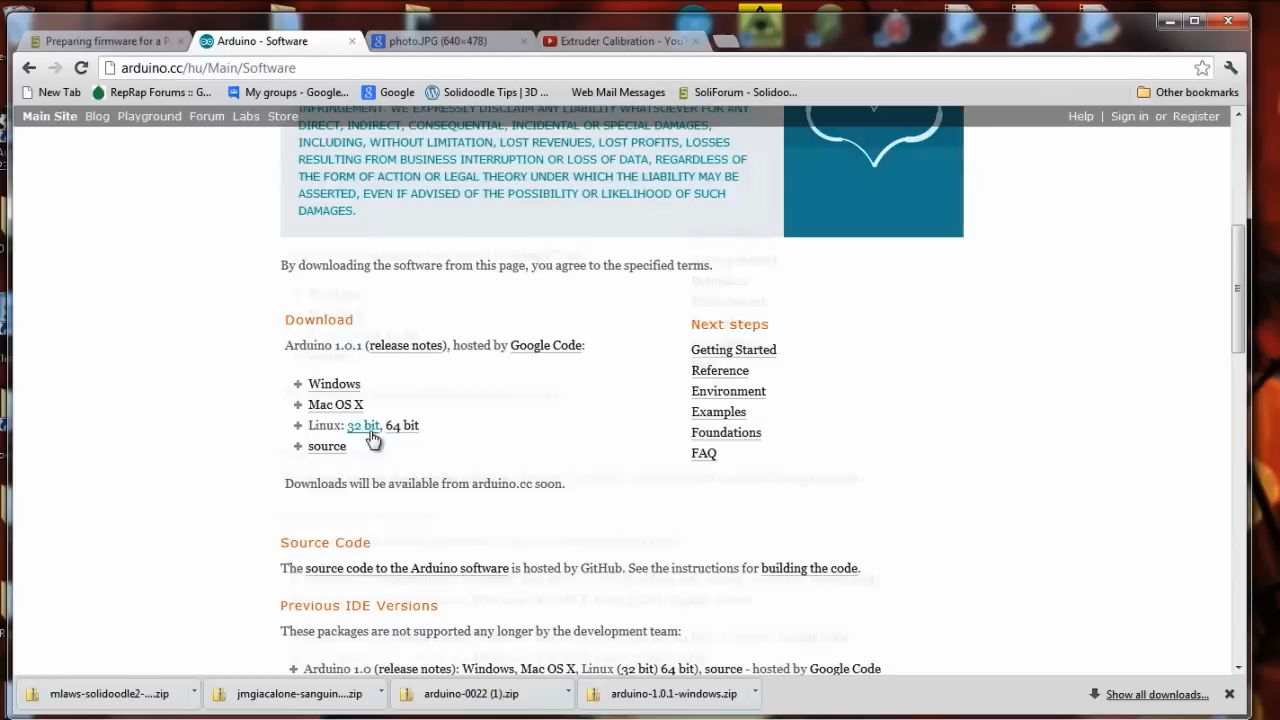 Preparing firmware for a P
Arduino - Software
photo.JPG (640×478)
Extruder Calibration - You
arduino.cc/hu/Main/Software
New Tab
RepRap Forums :: G...
My groups - Google...
Google
Solidoodle Tips | 3D ...
Web Mail Messages
SoliForum - Solidoo...
Other bookmarks
Main Site Blog Playground Forum Labs Store
Help | Sign in or Register
INFRINGEMENT. WE EXPRESSLY DISCLAIM ANY LIABILITY WHATSOEVER FOR ANY
DIRECT, INDIRECT, CONSEQUENTIAL, INCIDENTAL OR SPECIAL DAMAGES,
INCLUDING, WITHOUT LIMITATION, LOST REVENUES, LOST PROFITS, LOSSES
RESULTING FROM BUSINESS INTERRUPTION OR LOSS OF DATA, REGARDLESS OF
THE FORM OF ACTION OR LEGAL THEORY UNDER WHICH THE LIABILITY MAY BE
ASSERTED, EVEN IF ADVISED OF THE POSSIBILITY OR LIKELIHOOD OF SUCH
DAMAGES.
By downloading the software from this page, you agree to the specified terms.
Download
Arduino 1.0.1 (release notes), hosted by Google Code:
Windows
Mac OS X
Linux: 32 bit, 64 bit
source
Downloads will be available from arduino.cc soon.
Next steps
Getting Started
Reference
Environment
Examples
Foundations
FAQ
Source Code
The source code to the Arduino software is hosted by GitHub. See the instructions for building the code.
Previous IDE Versions
These packages are not supported any longer by the development team:
Arduino 1.0 (release notes): Windows, Mac OS X, Linux (32 bit) 64 bit), source - hosted by Google Code
mlaws-solidoodle2-....zip
jmgiacalone-sanguin....zip
arduino-0022 (1).zip
arduino-1.0.1-windows.zip
Show all downloads...